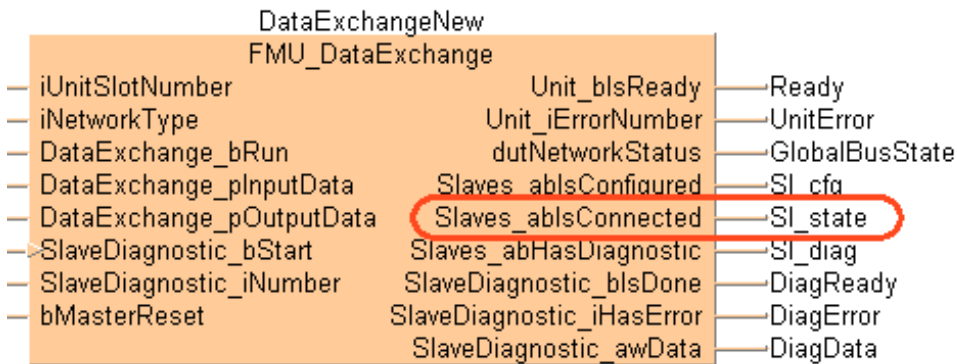 DataExchangeNew
FMU_DataExchange
iUnitSlotNumber Unit_bIsReady Ready
iNetworkType Unit_iErrorNumber UnitError
DataExchange_bRun dutNetworkStatus GlobalBusState
DataExchange_pInputData Slaves_abIsConfigured Sl_cfg
DataExchange_pOutputData Slaves_abIsConnected Sl_state
SlaveDiagnostic_bStart Slaves_abHasDiagnostic Sl_diag
SlaveDiagnostic_iNumber SlaveDiagnostic_bIsDone DiagReady
bMasterReset SlaveDiagnostic_iHasError DiagError
SlaveDiagnostic_awData DiagData